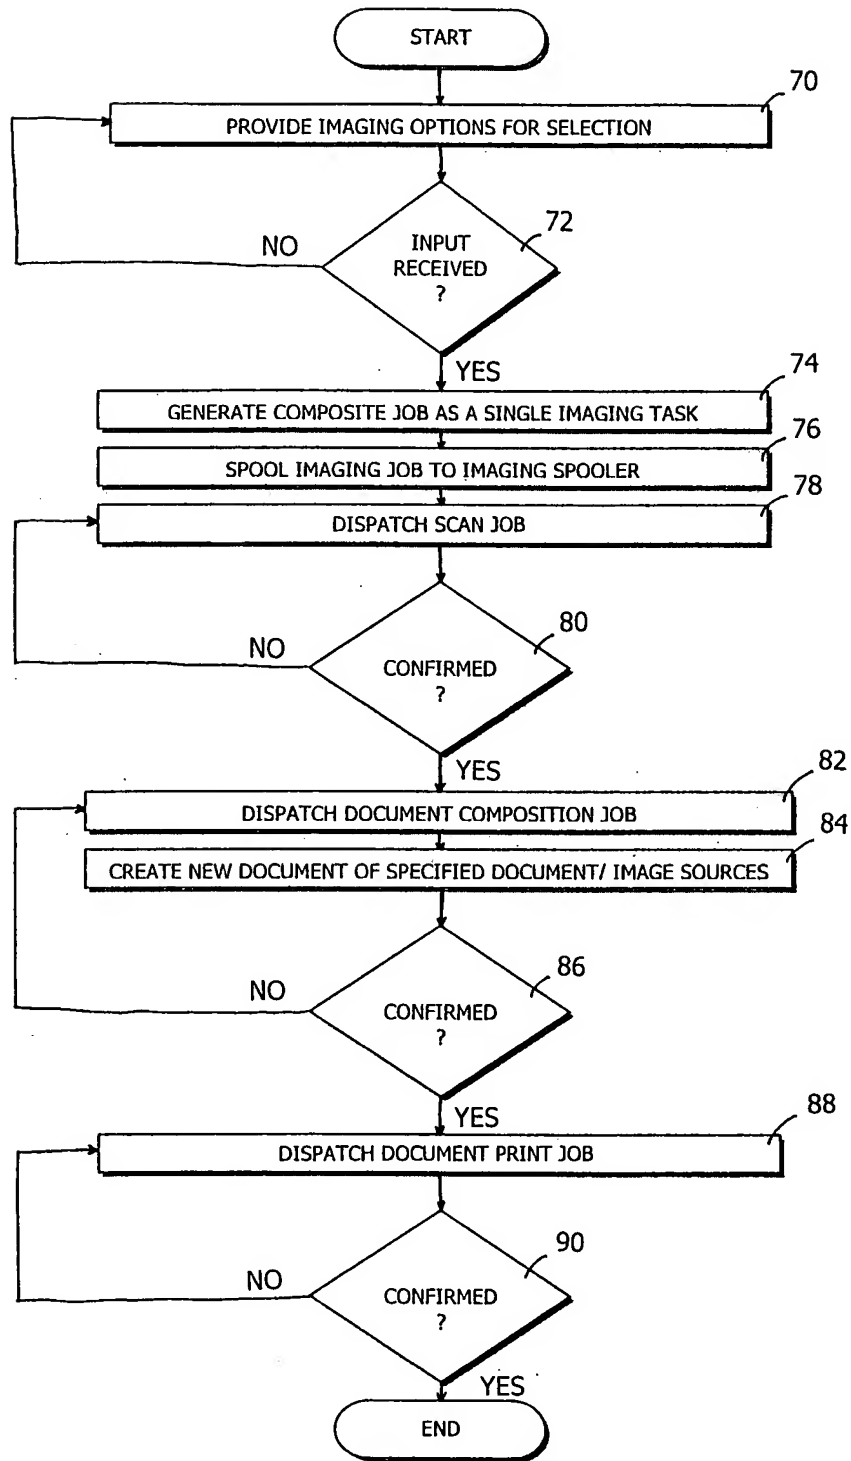 START
70
PROVIDE IMAGING OPTIONS FOR SELECTION
72
NO
INPUT
RECEIVED
?
YES
74
GENERATE COMPOSITE JOB AS A SINGLE IMAGING TASK
76
SPOOL IMAGING JOB TO IMAGING SPOOLER
78
DISPATCH SCAN JOB
80
NO
CONFIRMED
?
YES
82
DISPATCH DOCUMENT COMPOSITION JOB
84
CREATE NEW DOCUMENT OF SPECIFIED DOCUMENT/ IMAGE SOURCES
86
NO
CONFIRMED
?
YES
88
DISPATCH DOCUMENT PRINT JOB
90
NO
CONFIRMED
?
YES
END